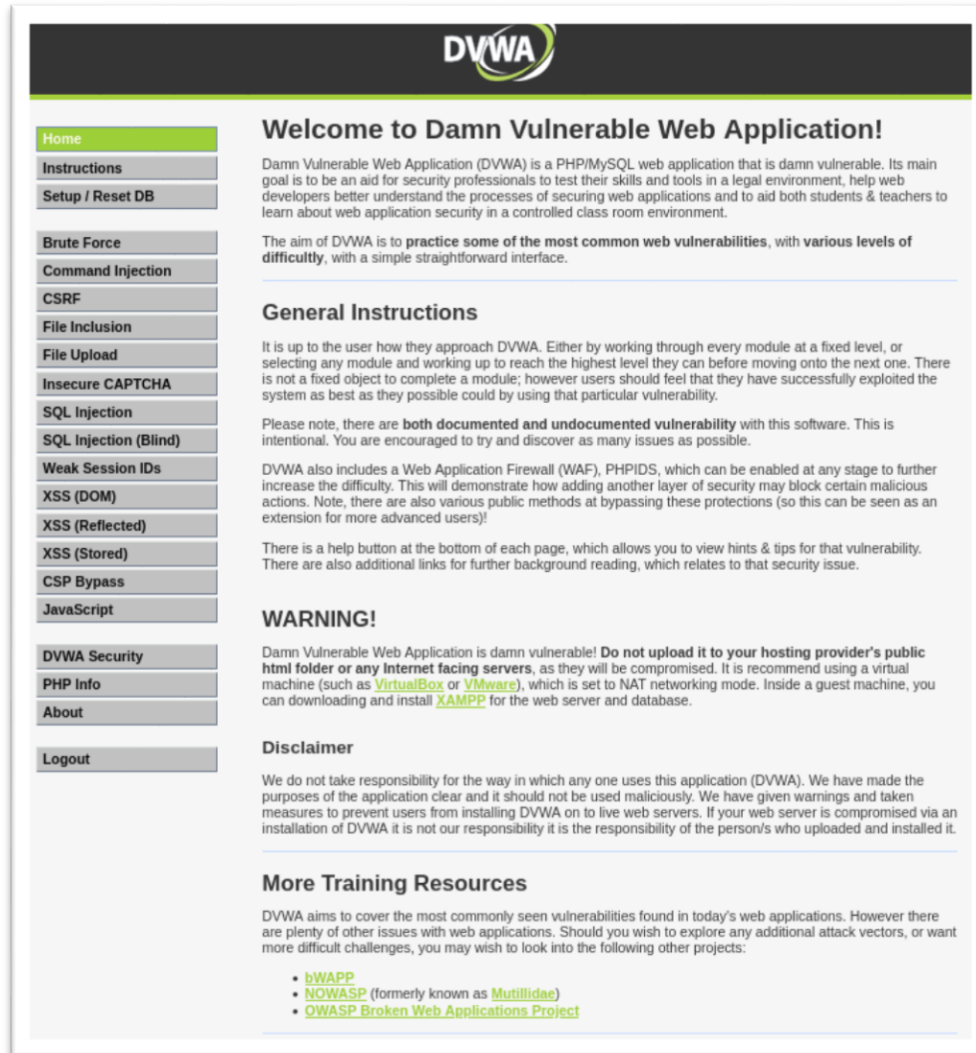 DVWA
Home
Instructions
Setup / Reset DB
Brute Force
Command Injection
CSRF
File Inclusion
File Upload
Insecure CAPTCHA
SQL Injection
SQL Injection (Blind)
Weak Session IDs
XSS (DOM)
XSS (Reflected)
XSS (Stored)
CSP Bypass
JavaScript
DVWA Security
PHP Info
About
Logout
Welcome to Damn Vulnerable Web Application!
Damn Vulnerable Web Application (DVWA) is a PHP/MySQL web application that is damn vulnerable. Its main
goal is to be an aid for security professionals to test their skills and tools in a legal environment, help web
developers better understand the processes of securing web applications and to aid both students & teachers to
learn about web application security in a controlled class room environment.
The aim of DVWA is to practice some of the most common web vulnerabilities, with various levels of
difficultly, with a simple straightforward interface.
General Instructions
It is up to the user how they approach DVWA. Either by working through every module at a fixed level, or
selecting any module and working up to reach the highest level they can before moving onto the next one. There
is not a fixed object to complete a module; however users should feel that they have successfully exploited the
system as best as they possible could by using that particular vulnerability.
Please note, there are both documented and undocumented vulnerability with this software. This is
intentional. You are encouraged to try and discover as many issues as possible.
DVWA also includes a Web Application Firewall (WAF), PHPIDS, which can be enabled at any stage to further
increase the difficulty. This will demonstrate how adding another layer of security may block certain malicious
actions. Note, there are also various public methods at bypassing these protections (so this can be seen as an
extension for more advanced users)!
There is a help button at the bottom of each page, which allows you to view hints & tips for that vulnerability.
There are also additional links for further background reading, which relates to that security issue.
WARNING!
Damn Vulnerable Web Application is damn vulnerable! Do not upload it to your hosting provider's public
html folder or any Internet facing servers, as they will be compromised. It is recommend using a virtual
machine (such as VirtualBox or VMware), which is set to NAT networking mode. Inside a guest machine, you
can downloading and install XAMPP for the web server and database.
Disclaimer
We do not take responsibility for the way in which any one uses this application (DVWA). We have made the
purposes of the application clear and it should not be used maliciously. We have given warnings and taken
measures to prevent users from installing DVWA on to live web servers. If your web server is compromised via an
installation of DVWA it is not our responsibility it is the responsibility of the person/s who uploaded and installed it.
More Training Resources
DVWA aims to cover the most commonly seen vulnerabilities found in today's web applications. However there
are plenty of other issues with web applications. Should you wish to explore any additional attack vectors, or want
more difficult challenges, you may wish to look into the following other projects:
• bWAPP
• NOWASP (formerly known as Mutillidae)
• OWASP Broken Web Applications Project